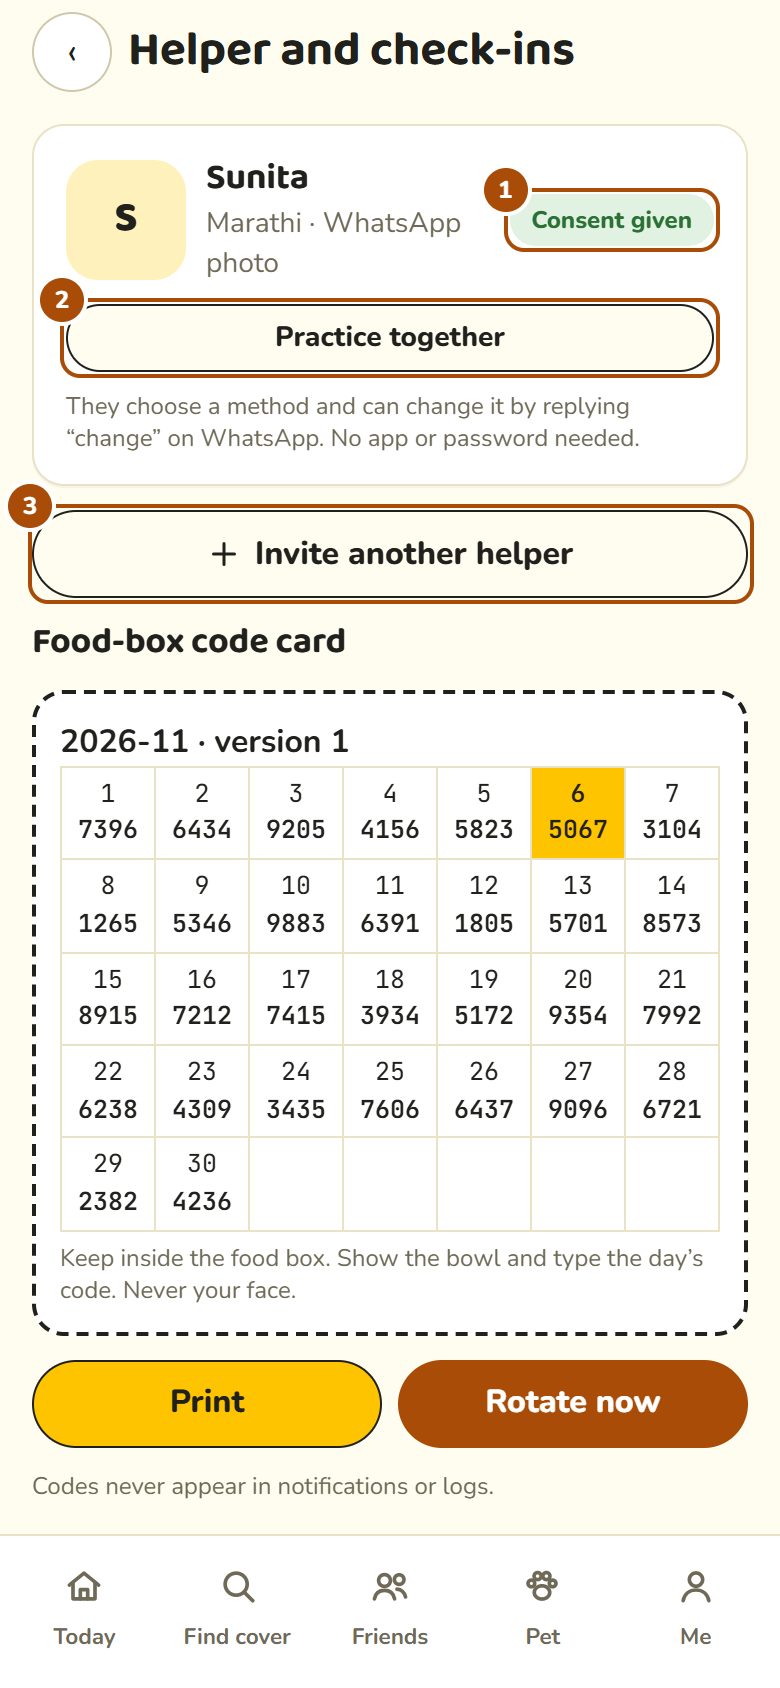 ‹ Helper and check-ins
S
Sunita
Marathi · WhatsApp
photo
1
Consent given
2
Practice together
They choose a method and can change it by replying
“change” on WhatsApp. No app or password needed.
3
+ Invite another helper
Food-box code card
2026-11 · version 1
1 2 3 4 5 6 7
7396 6434 9205 4156 5823 5067 3104
8 9 10 11 12 13 14
1265 5346 9883 6391 1805 5701 8573
15 16 17 18 19 20 21
8915 7212 7415 3934 5172 9354 7992
22 23 24 25 26 27 28
6238 4309 3435 7606 6437 9096 6721
29 30
2382 4236
Keep inside the food box. Show the bowl and type the day’s
code. Never your face.
Print Rotate now
Codes never appear in notifications or logs.
Today Find cover Friends Pet Me